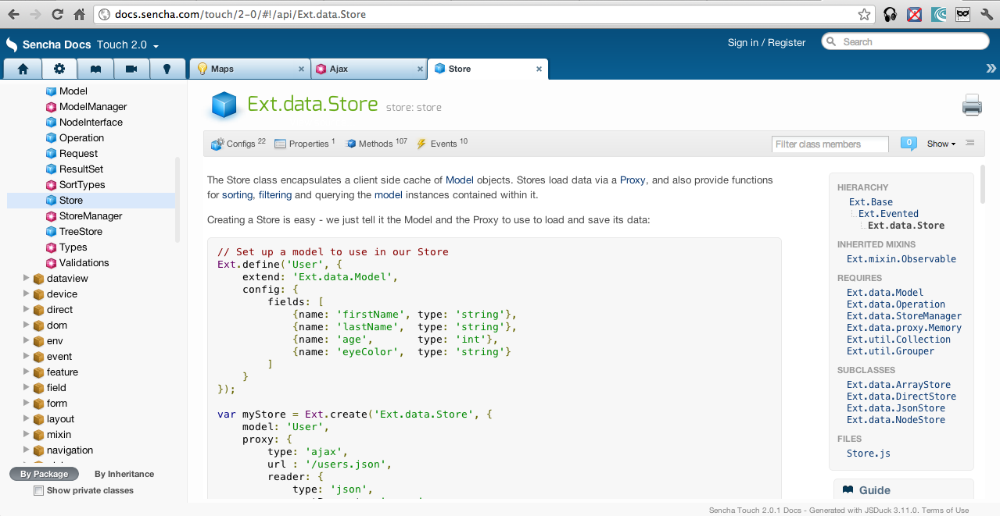 docs.sencha.com/touch/2-0/#!/api/Ext.data.Store
Sencha Docs Touch 2.0
Sign in / Register
Search
Maps
Ajax
Store
Model
ModelManager
NodeInterface
Operation
Request
ResultSet
SortTypes
Store
StoreManager
TreeStore
Types
Validations
dataview
device
direct
dom
env
event
feature
field
form
layout
mixin
navigation
By Package By Inheritance
Show private classes
Ext.data.Store store: store
Configs 22 Properties 1 Methods 107 Events 10
Filter class members
0
Show
The Store class encapsulates a client side cache of Model objects. Stores load data via a Proxy, and also provide functions
for sorting, filtering and querying the model instances contained within it.
Creating a Store is easy - we just tell it the Model and the Proxy to use to load and save its data:
// Set up a model to use in our Store
Ext.define('User', {
    extend: 'Ext.data.Model',
    config: {
        fields: [
            {name: 'firstName', type: 'string'},
            {name: 'lastName',  type: 'string'},
            {name: 'age',       type: 'int'},
            {name: 'eyeColor',  type: 'string'}
        ]
    }
});
var myStore = Ext.create('Ext.data.Store', {
    model: 'User',
    proxy: {
        type: 'ajax',
        url : '/users.json',
        reader: {
            type: 'json',
HIERARCHY
Ext.Base
Ext.Evented
Ext.data.Store
INHERITED MIXINS
Ext.mixin.Observable
REQUIRES
Ext.data.Model
Ext.data.Operation
Ext.data.StoreManager
Ext.data.proxy.Memory
Ext.util.Collection
Ext.util.Grouper
SUBCLASSES
Ext.data.ArrayStore
Ext.data.DirectStore
Ext.data.JsonStore
Ext.data.NodeStore
FILES
Store.js
Guide
Sencha Touch 2.0.1 Docs - Generated with JSDuck 3.11.0. Terms of Use